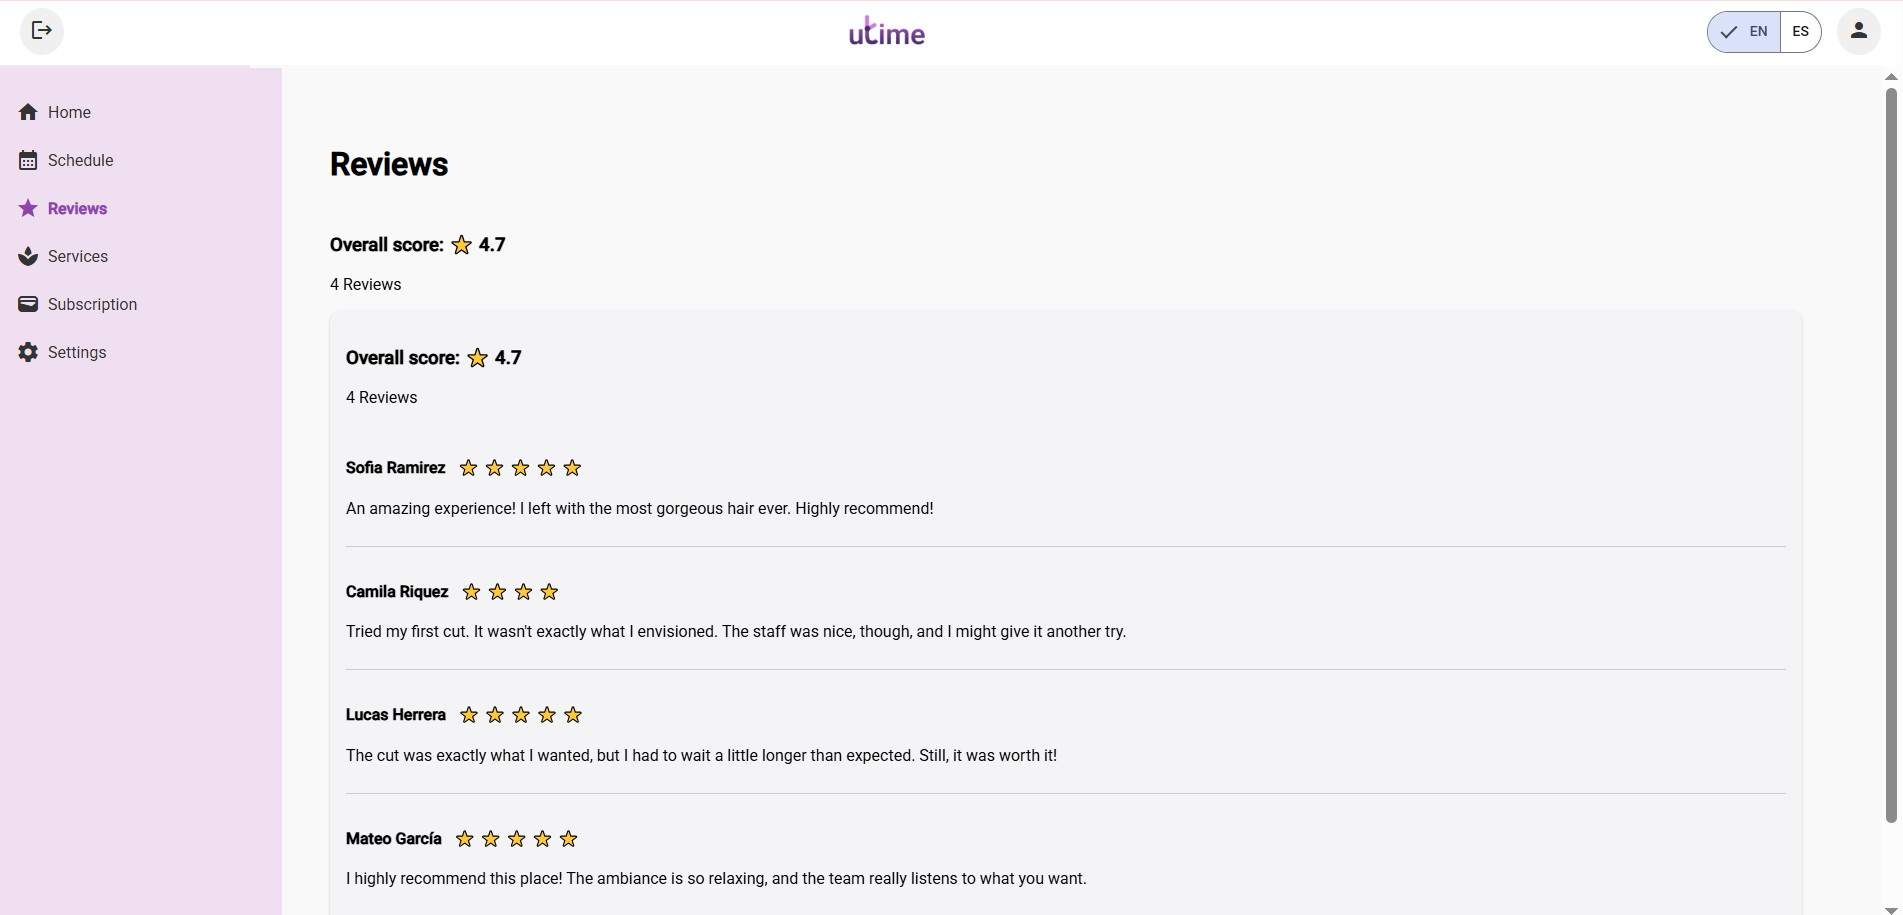 utime
EN ES
Home
Schedule
Reviews
Services
Subscription
Settings
Reviews
Overall score: 4.7
4 Reviews
Overall score: 4.7
4 Reviews
Sofia Ramirez
An amazing experience! I left with the most gorgeous hair ever. Highly recommend!
Camila Riquez
Tried my first cut. It wasn't exactly what I envisioned. The staff was nice, though, and I might give it another try.
Lucas Herrera
The cut was exactly what I wanted, but I had to wait a little longer than expected. Still, it was worth it!
Mateo García
I highly recommend this place! The ambiance is so relaxing, and the team really listens to what you want.